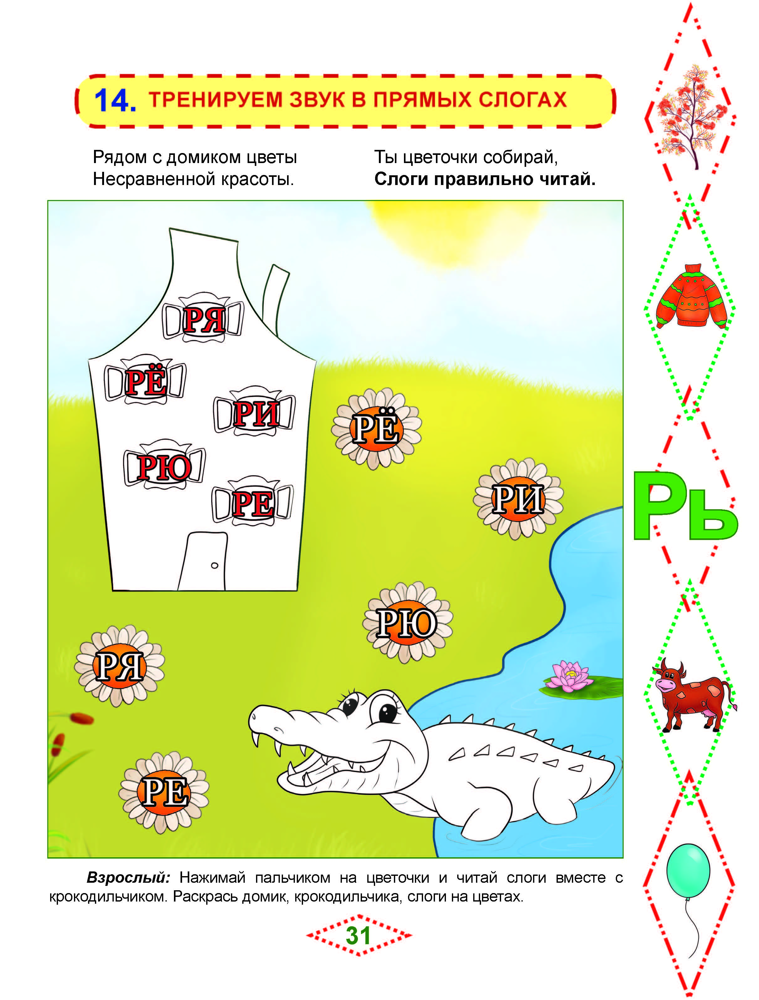 14. ТРЕНИРУЕМ ЗВУК В ПРЯМЫХ СЛОГАХ
Рядом с домиком цветы
Несравненной красоты.
Ты цветочки собирай,
Слоги правильно читай.
РЯ
РЁ
РИ
РЮ
РЕ
РЁ
РИ
РЮ
РЯ
РЕ
Рь
Взрослый: Нажимай пальчиком на цветочки и читай слоги вместе с
крокодильчиком. Раскрась домик, крокодильчика, слоги на цветах.
31